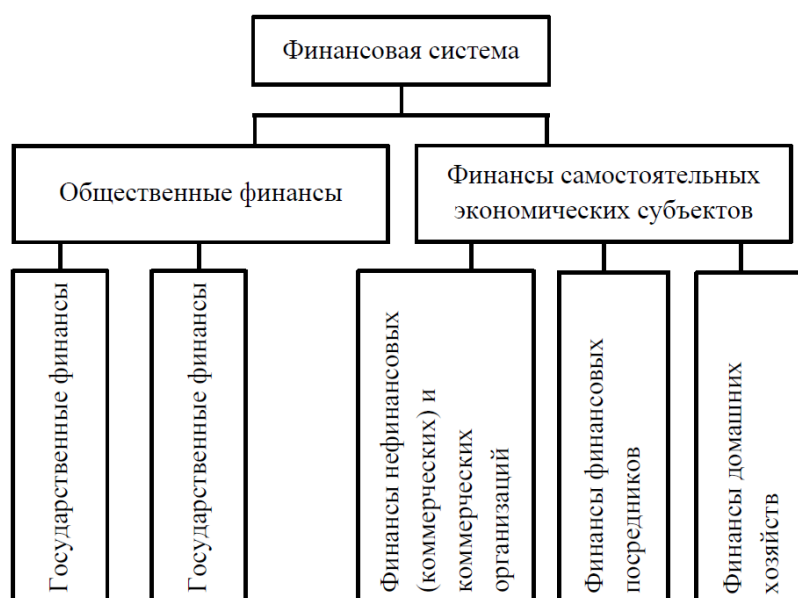 Финансовая система
Общественные финансы
Финансы самостоятельных
экономических субъектов
Государственные финансы
Государственные финансы
Финансы нефинансовых
(коммерческих) и
коммерческих
организаций
Финансы финансовых
посредников
Финансы домашних
хозяйств